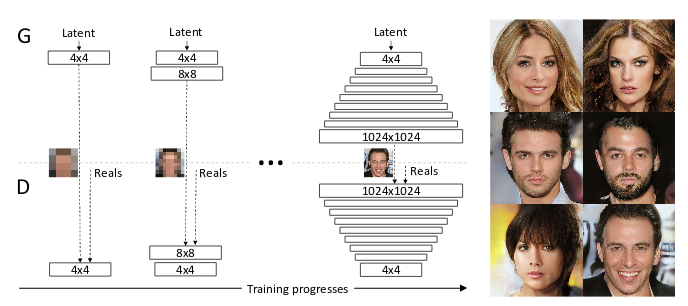 G
Latent
Latent
Latent
4x4
4x4
4x4
8x8
1024x1024
Reals
Reals
Reals
D
1024x1024
8x8
4x4
4x4
4x4
Training progresses